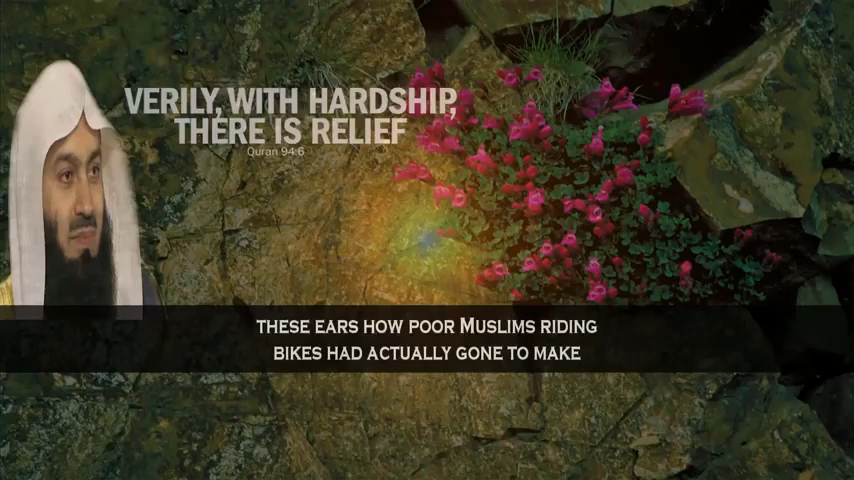 VERILY, WITH HARDSHIP,
THERE IS RELIEF
Quran 94:6
THESE EARS HOW POOR MUSLIMS RIDING
BIKES HAD ACTUALLY GONE TO MAKE